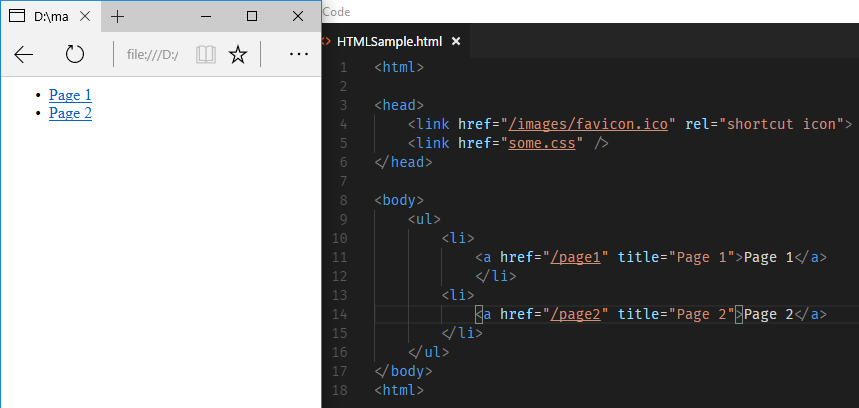 D:\ma
file:///D:/
• Page 1
• Page 2
Code
HTMLSample.html
1 <html>
2
3 <head>
4 <link href="/images/favicon.ico" rel="shortcut icon">
5 <link href="some.css" />
6 </head>
7
8 <body>
9 <ul>
10 <li>
11 <a href="/page1" title="Page 1">Page 1</a>
12 </li>
13 <li>
14 <a href="/page2" title="Page 2">Page 2</a>
15 </li>
16 </ul>
17 </body>
18 <html>